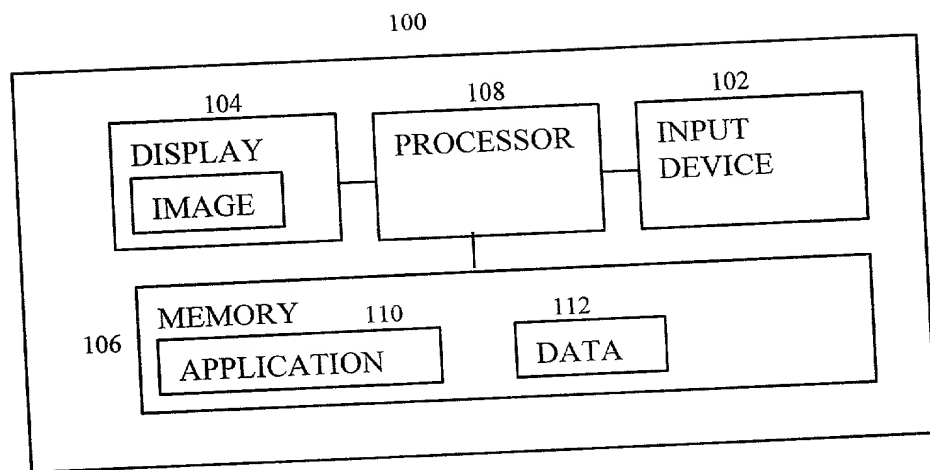 100
104
108
102
DISPLAY
IMAGE
PROCESSOR
INPUT
DEVICE
106
MEMORY
110
112
APPLICATION
DATA